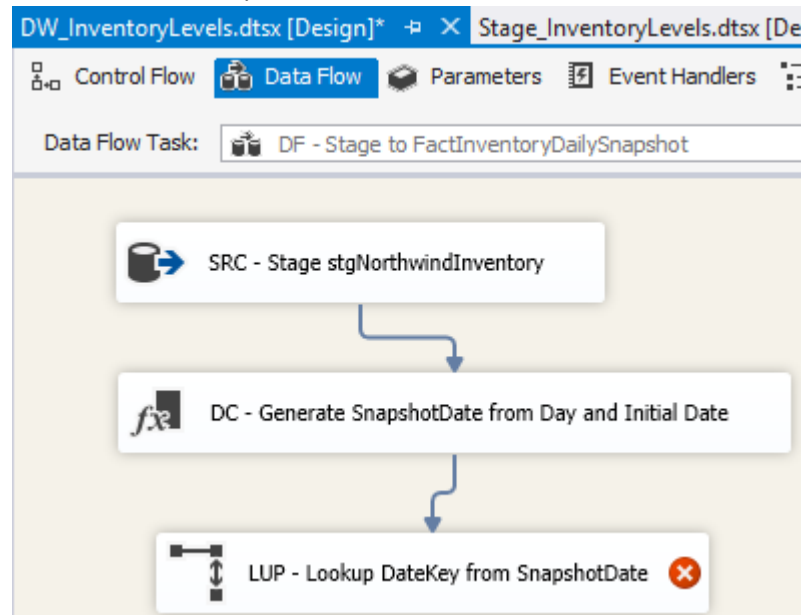 DW_InventoryLevels.dtsx [Design]* Stage_InventoryLevels.dtsx [De
Control Flow Data Flow Parameters Event Handlers
Data Flow Task: DF - Stage to FactInventoryDailySnapshot
SRC - Stage stgNorthwindInventory
fx DC - Generate SnapshotDate from Day and Initial Date
LUP - Lookup DateKey from SnapshotDate